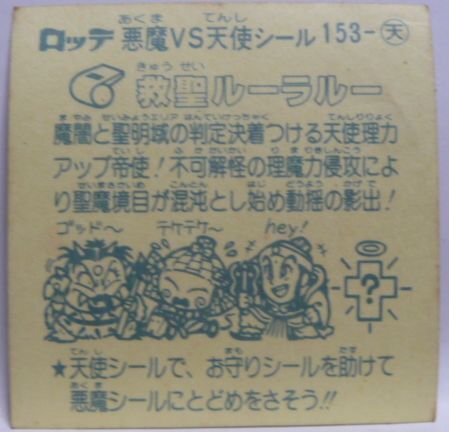 ロッテ 悪魔VS天使シール 153-天
救聖ルーラルー
魔闇と聖明域の判定決着つける天使理力
アップ帝使！不可解怪の理魔力侵攻によ
り聖魔境目が混沌とし始め動揺の影出！
ゴッド〜 テケテケ〜 hey!
?
★天使シールで、お守りシールを助けて
悪魔シールにとどめをさそう!!